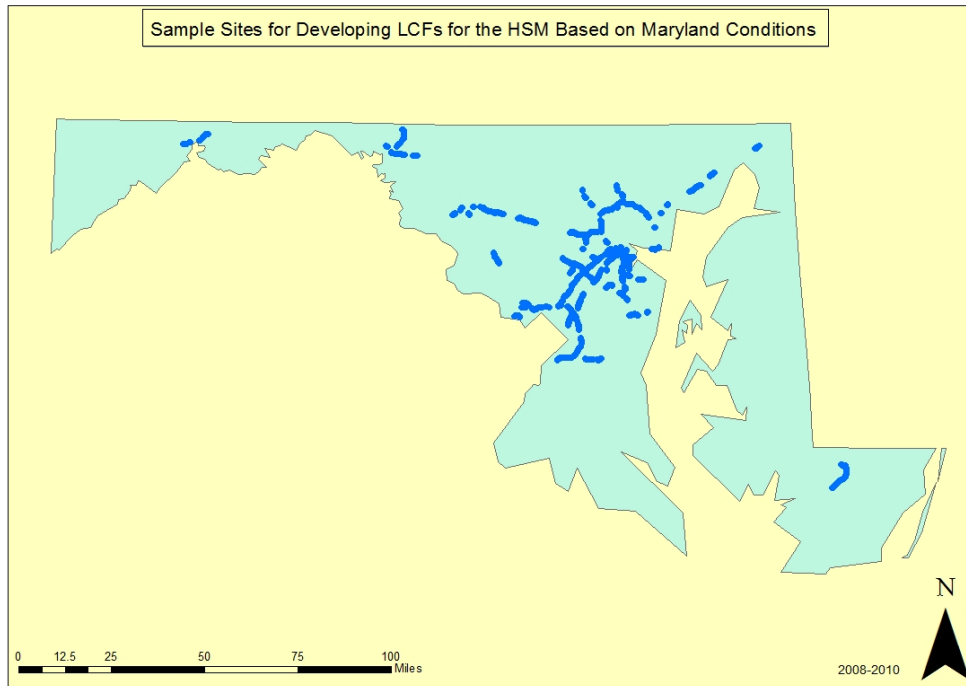 Sample Sites for Developing LCFs for the HSM Based on Maryland Conditions
N
0 12.5 25 50 75 100
Miles
2008-2010